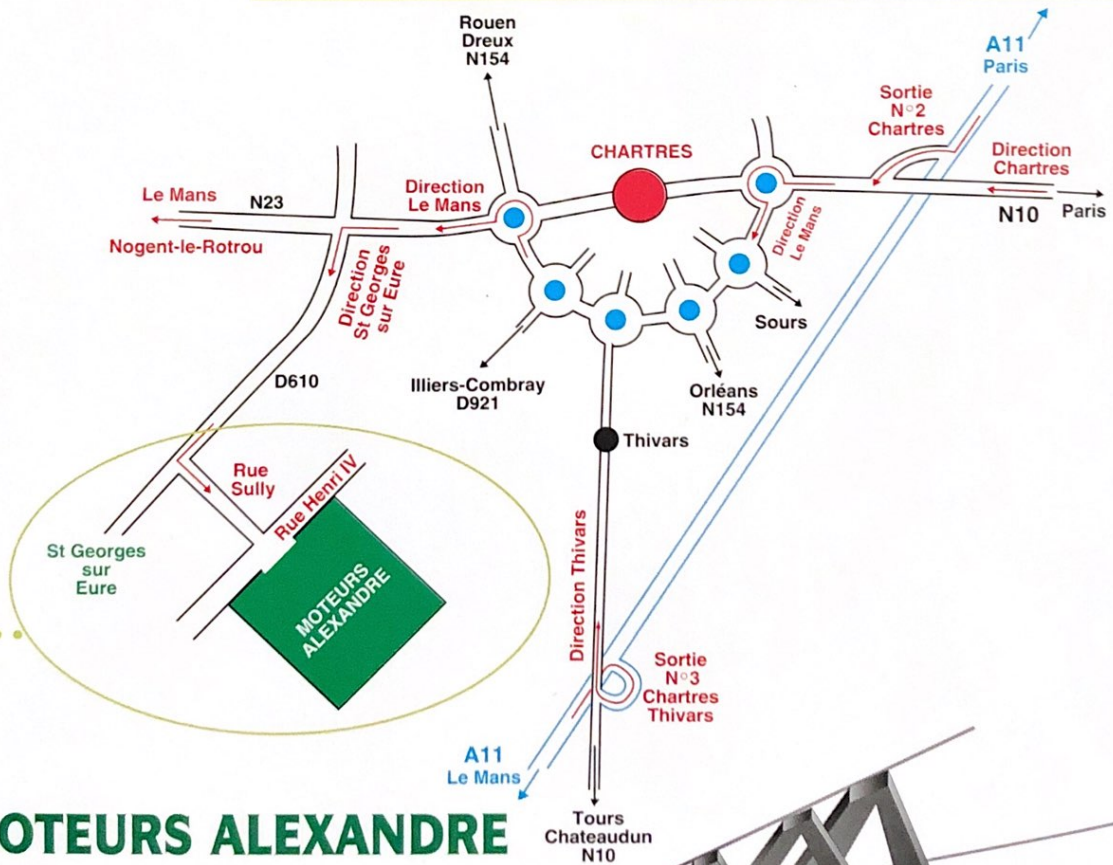 Rouen
Dreux
N154
A11
Paris
Sortie
N°2
Chartres
Direction
Chartres
CHARTRES
Le Mans
N23
Direction
Le Mans
Nogent-le-Rotrou
N10
Paris
Direction
Le Mans
Direction
St Georges
sur Eure
Sours
D610
Illiers-Combray
D921
Orléans
N154
Thivars
Rue
Sully
Rue Henri IV
St Georges
sur
Eure
MOTEURS
ALEXANDRE
Direction Thivars
Sortie
N°3
Chartres
Thivars
A11
Le Mans
Tours
Chateaudun
N10
OTEURS ALEXANDRE